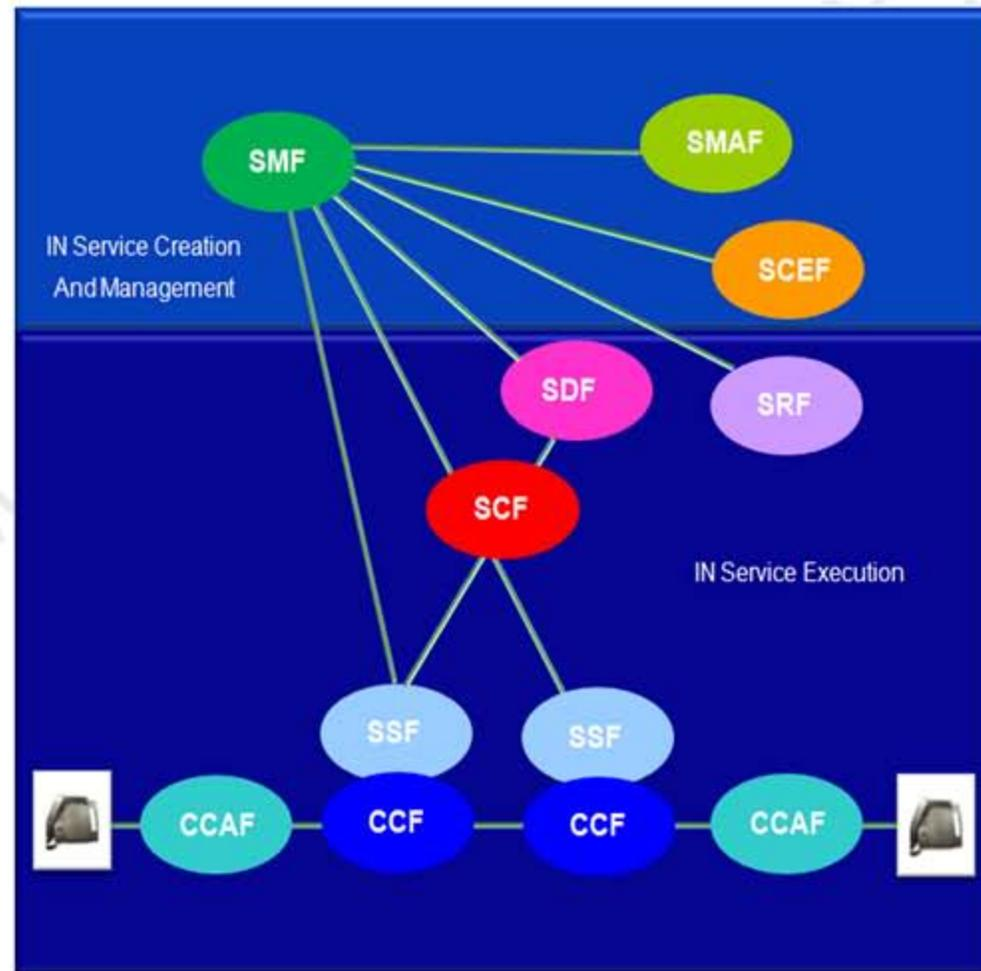 SMF
SMAF
IN Service Creation
And Management
SCEF
SDF
SRF
SCF
IN Service Execution
SSF
SSF
CCAF
CCF
CCF
CCAF